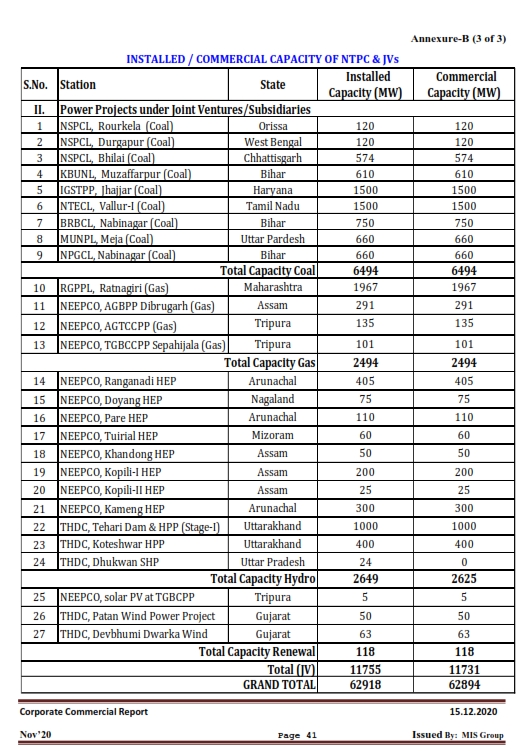 Annexure-B (3 of 3)
INSTALLED / COMMERCIAL CAPACITY OF NTPC & JVs
S.No. Station State Installed Capacity (MW) Commercial Capacity (MW)
II. Power Projects under Joint Ventures/Subsidiaries
1 NSPCL, Rourkela (Coal) Orissa 120 120
2 NSPCL, Durgapur (Coal) West Bengal 120 120
3 NSPCL, Bhilai (Coal) Chhattisgarh 574 574
4 KBUNL, Muzaffarpur (Coal) Bihar 610 610
5 IGSTPP, Jhajjar (Coal) Haryana 1500 1500
6 NTECL, Vallur-I (Coal) Tamil Nadu 1500 1500
7 BRBCL, Nabinagar (Coal) Bihar 750 750
8 MUNPL, Meja (Coal) Uttar Pardesh 660 660
9 NPGCL, Nabinagar (Coal) Bihar 660 660
Total Capacity Coal 6494 6494
10 RGPPL, Ratnagiri (Gas) Maharashtra 1967 1967
11 NEEPCO, AGBPP Dibrugarh (Gas) Assam 291 291
12 NEEPCO, AGTCCPP (Gas) Tripura 135 135
13 NEEPCO, TGBCCPP Sepahijala (Gas) Tripura 101 101
Total Capacity Gas 2494 2494
14 NEEPCO, Ranganadi HEP Arunachal 405 405
15 NEEPCO, Doyang HEP Nagaland 75 75
16 NEEPCO, Pare HEP Arunachal 110 110
17 NEEPCO, Tuirial HEP Mizoram 60 60
18 NEEPCO, Khandong HEP Assam 50 50
19 NEEPCO, Kopili-I HEP Assam 200 200
20 NEEPCO, Kopili-II HEP Assam 25 25
21 NEEPCO, Kameng HEP Arunachal 300 300
22 THDC, Tehari Dam & HPP (Stage-I) Uttarakhand 1000 1000
23 THDC, Koteshwar HPP Uttarakhand 400 400
24 THDC, Dhukwan SHP Uttar Pradesh 24 0
Total Capacity Hydro 2649 2625
25 NEEPCO, solar PV at TGBCPP Tripura 5 5
26 THDC, Patan Wind Power Project Gujarat 50 50
27 THDC, Devbhumi Dwarka Wind Gujarat 63 63
Total Capacity Renewal 118 118
Total (JV) 11755 11731
GRAND TOTAL 62918 62894
Corporate Commercial Report 15.12.2020
Nov'20 Page 41 Issued By: MIS Group